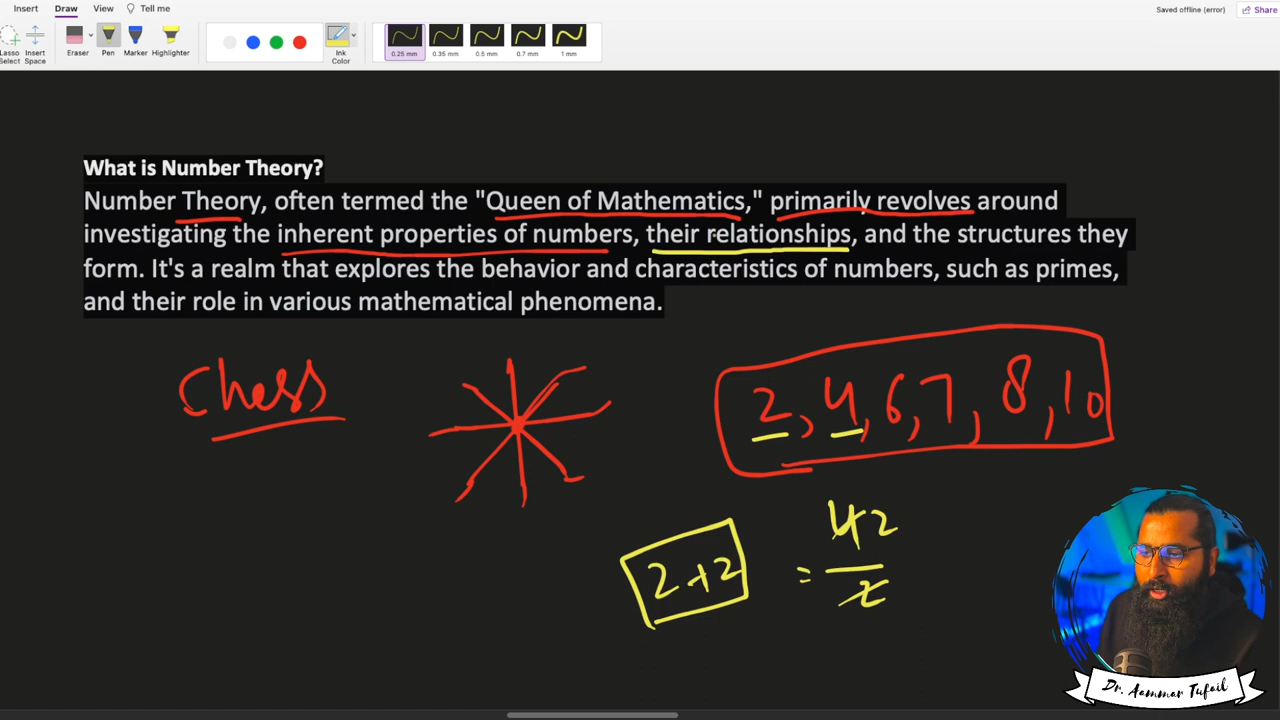 Insert Draw View Tell me
Saved offline (error) Share
Lasso Select
Insert Space
Eraser
Pen
Marker
Highlighter
Ink Color
0.25 mm
0.35 mm
0.5 mm
0.7 mm
1 mm
What is Number Theory?
Number Theory, often termed the "Queen of Mathematics," primarily revolves around
investigating the inherent properties of numbers, their relationships, and the structures they
form. It's a realm that explores the behavior and characteristics of numbers, such as primes,
and their role in various mathematical phenomena.
Chess
2, 4, 6, 7, 8, 10
2+2
= 4 2
2
Dr. Aammar Tufail